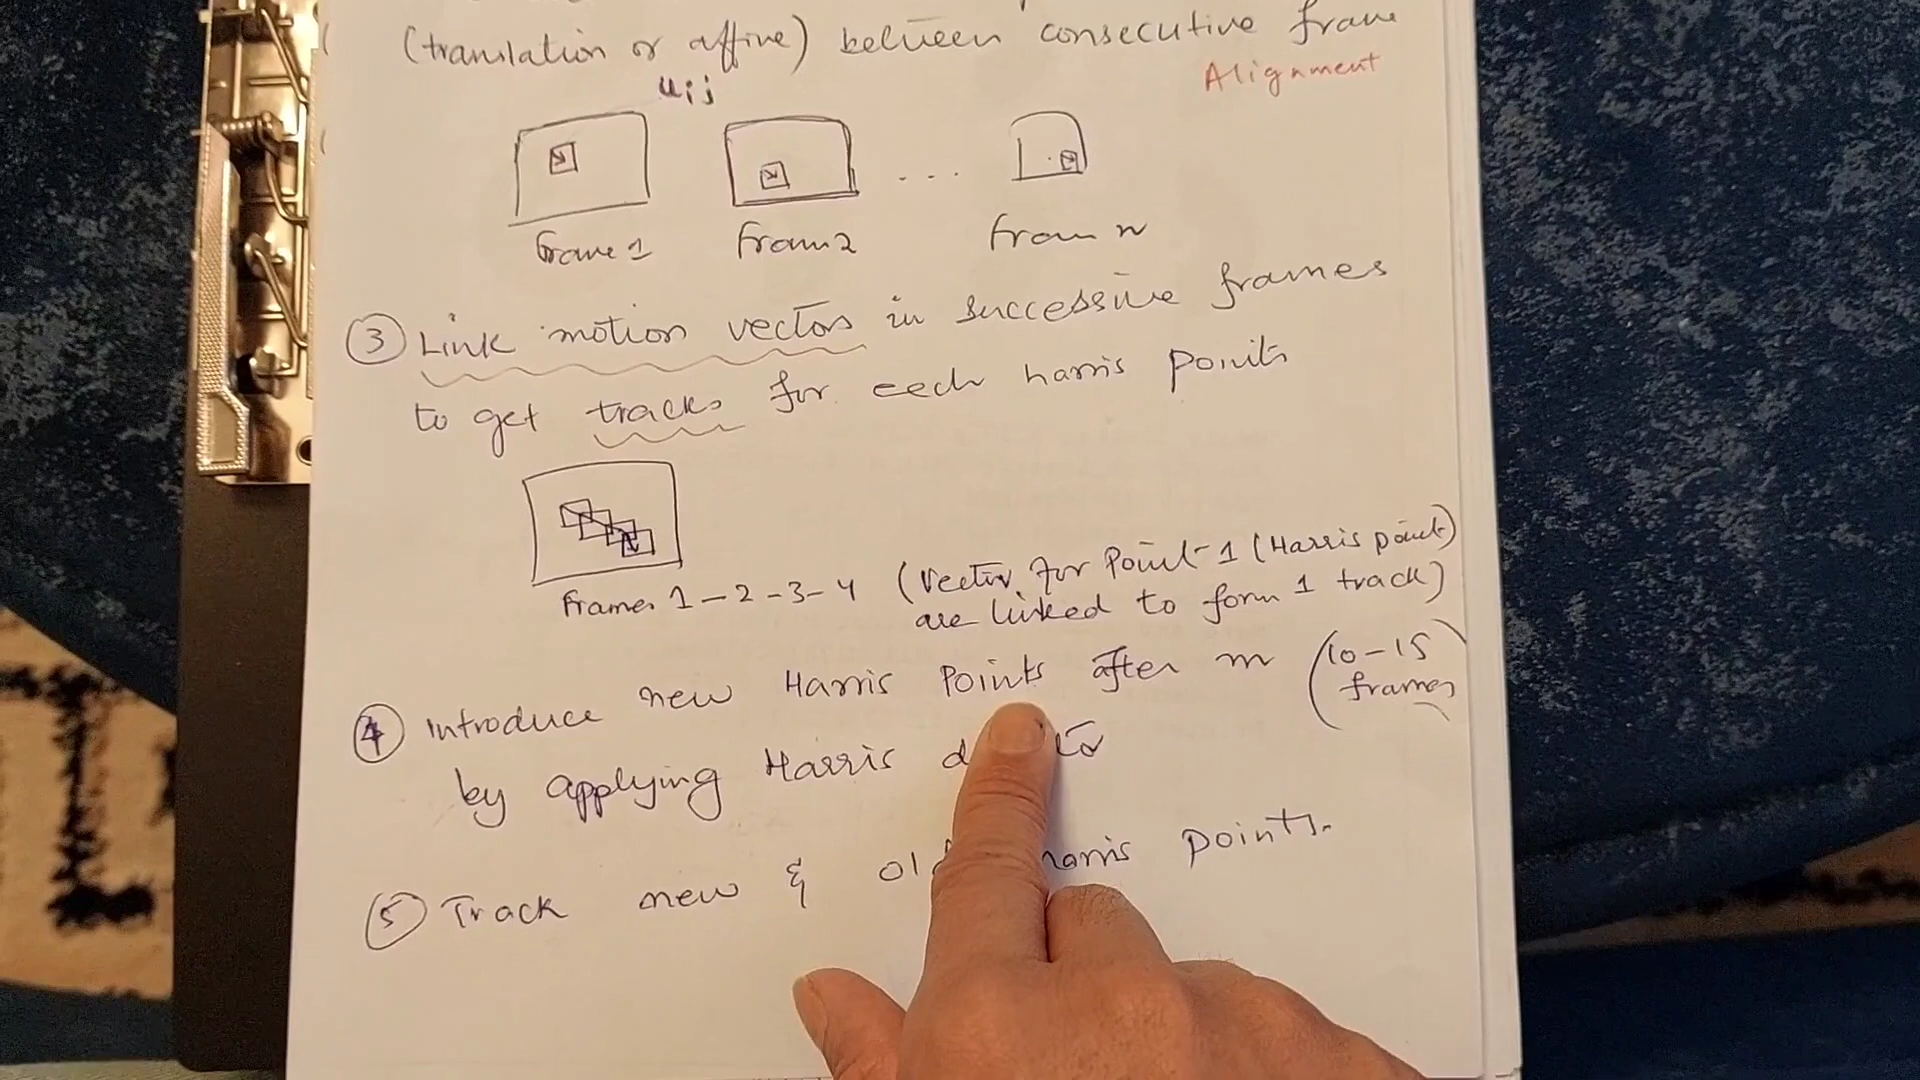 (translation or affine) between consecutive frame
Alignment
uij
frame 1
fram 2
...
fram n
3 Link motion vectors in successive frames
to get tracks for each harris points
Frames 1-2-3-4 (Vector for Point-1 (Harris point)
are linked to form 1 track)
4 Introduce new Harris Points after m (10-15
frames
by applying Harris
5 Track new & old harris points.